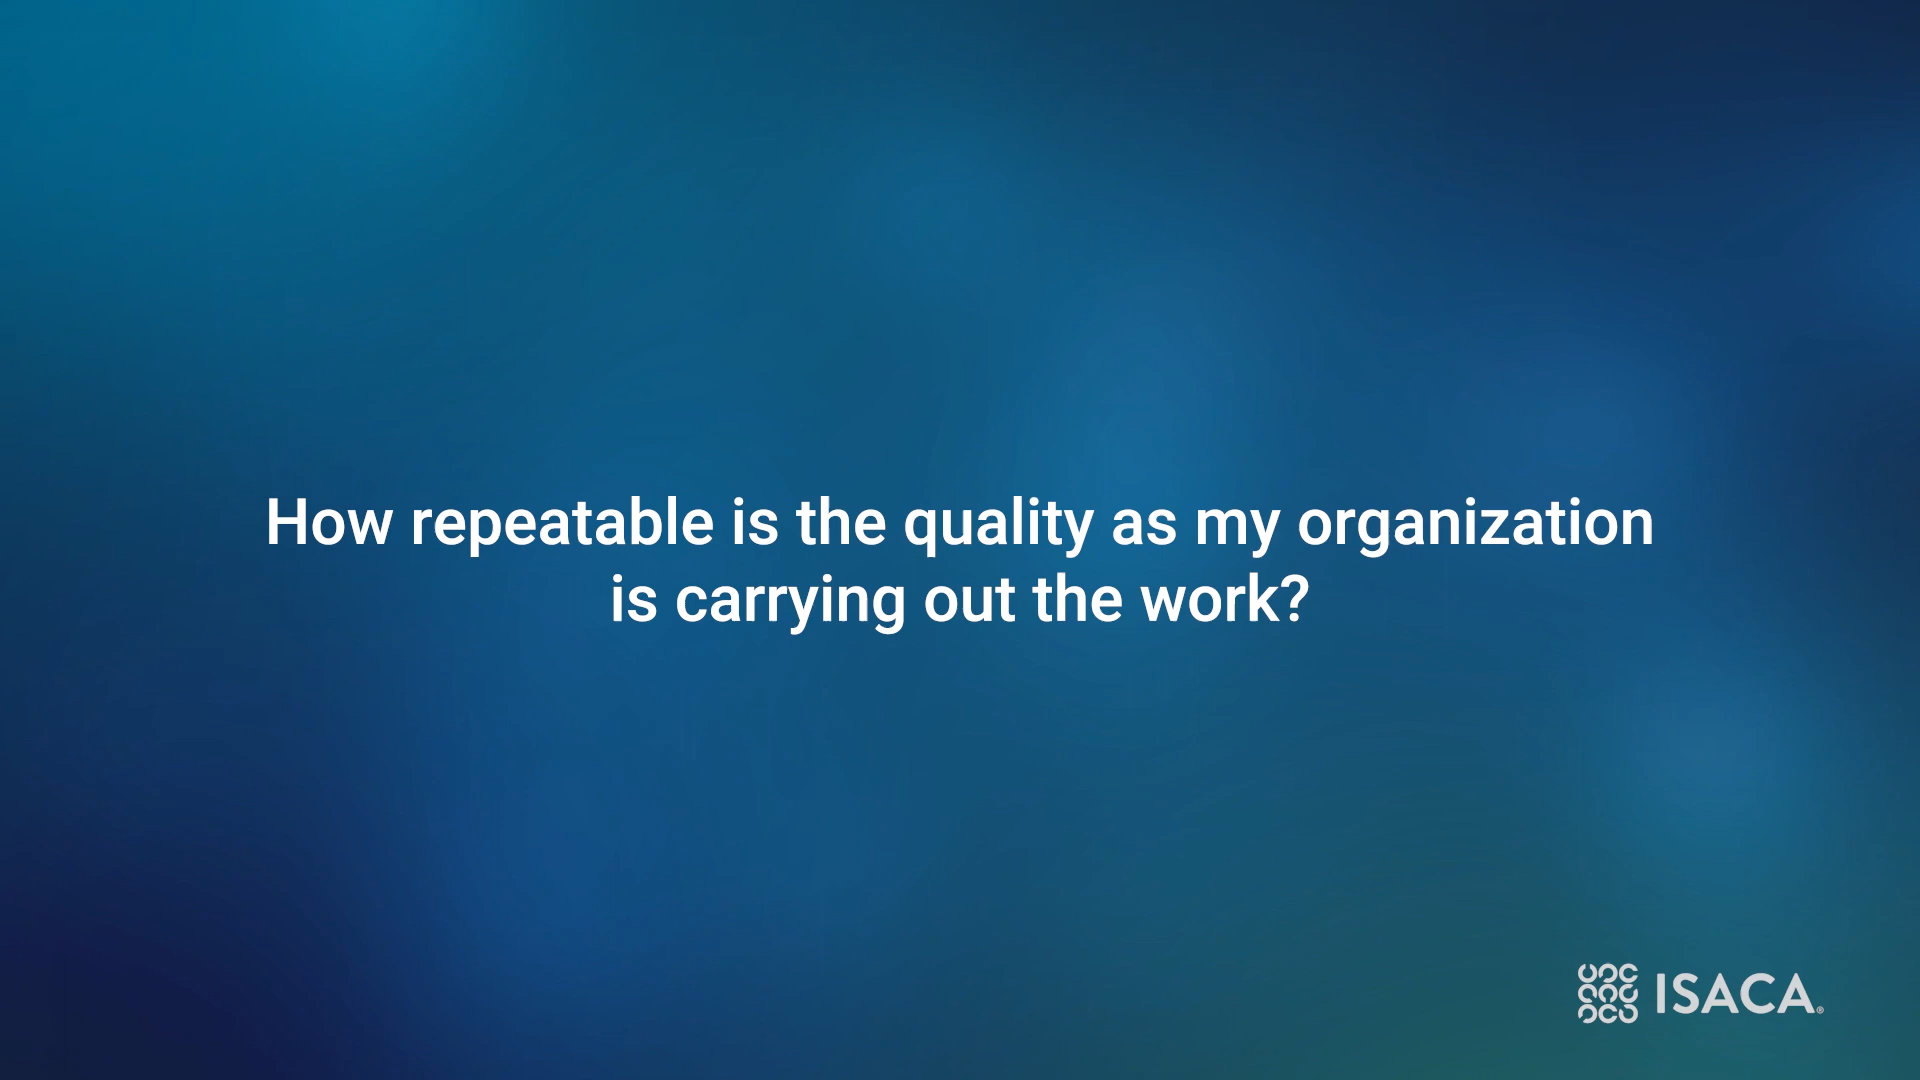 How repeatable is the quality as my organization
is carrying out the work?
ISACA®